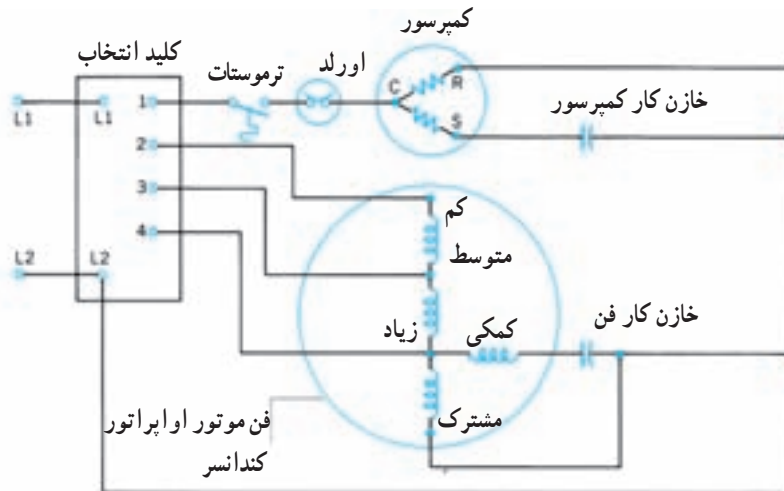 کمپرسور
کلید انتخاب
ترموستات
اورلد
C
R
S
خازن کار کمپرسور
L1
L1
1
2
3
4
L2
L2
کم
متوسط
زیاد
کمکی
مشترک
خازن کار فن
فن موتور اواپراتور
کندانسر